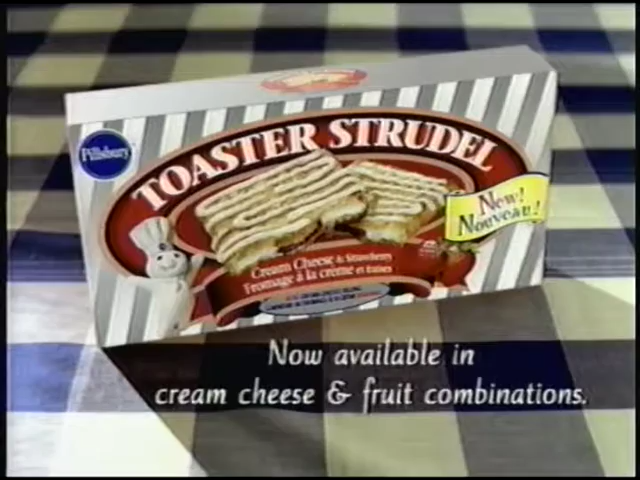 Pillsbury
TOASTER STRUDEL
New!
Nouveau!
Cream Cheese & Strawberry
Fromage à la crème et fraises
Now available in
cream cheese & fruit combinations.